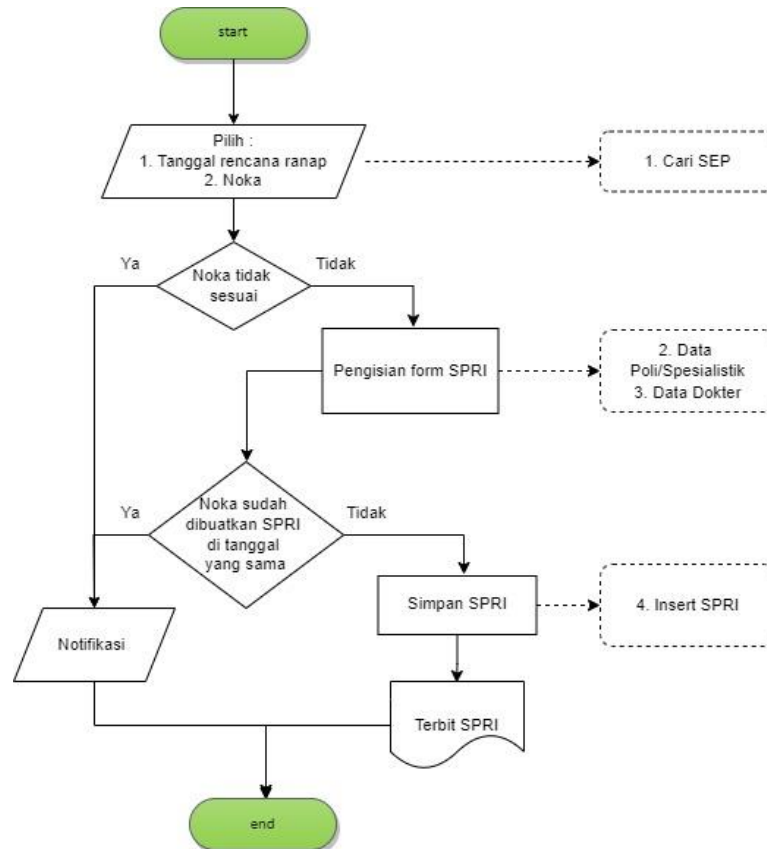 start
Pilih :
1. Tanggal rencana ranap
2. Noka
1. Cari SEP
Ya
Tidak
Noka tidak
sesuai
Pengisian form SPRI
2. Data
Poli/Spesialistik
3. Data Dokter
Ya
Tidak
Noka sudah
dibuatkan SPRI
di tanggal
yang sama
Simpan SPRI
4. Insert SPRI
Notifikasi
Terbit SPRI
end